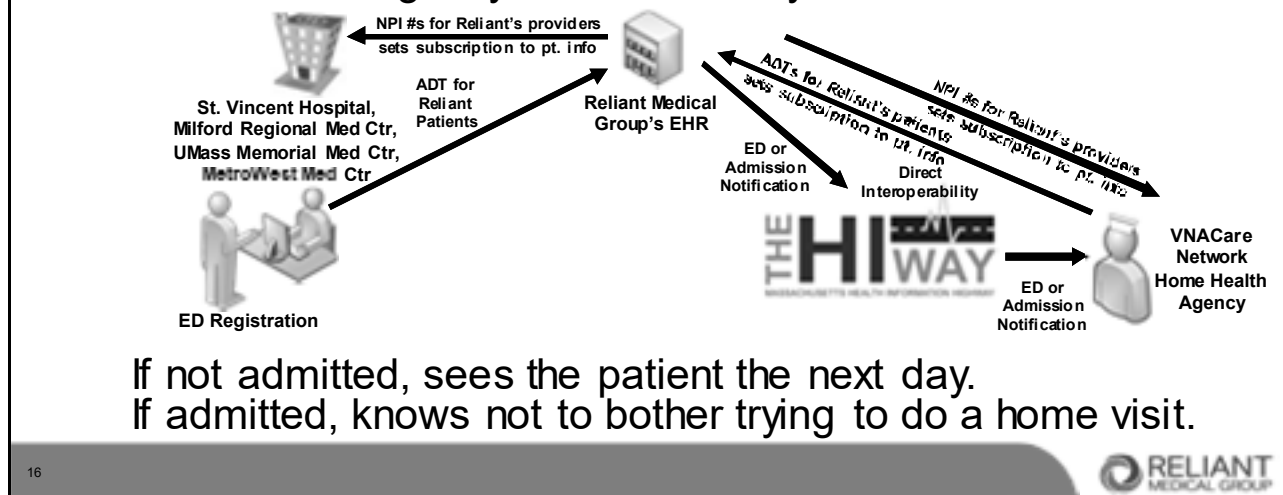 NPI #s for Reliant's providers
sets subscription to pt. info
St. Vincent Hospital,
Milford Regional Med Ctr,
UMass Memorial Med Ctr,
MetroWest Med Ctr
ADT for
Reliant
Patients
ED Registration
Reliant Medical
Group's EHR
ED or
Admission
Notification
ADTs for Reliant's patients
sets subscription to pt. info
NPI #s for Reliant's providers
sets subscription to pt. info
Direct
Interoperability
THE HIWAY
MASSACHUSETTS HEALTH INFORMATION HIGHWAY
ED or
Admission
Notification
VNACare
Network
Home Health
Agency
If not admitted, sees the patient the next day.
If admitted, knows not to bother trying to do a home visit.
16
RELIANT
MEDICAL GROUP